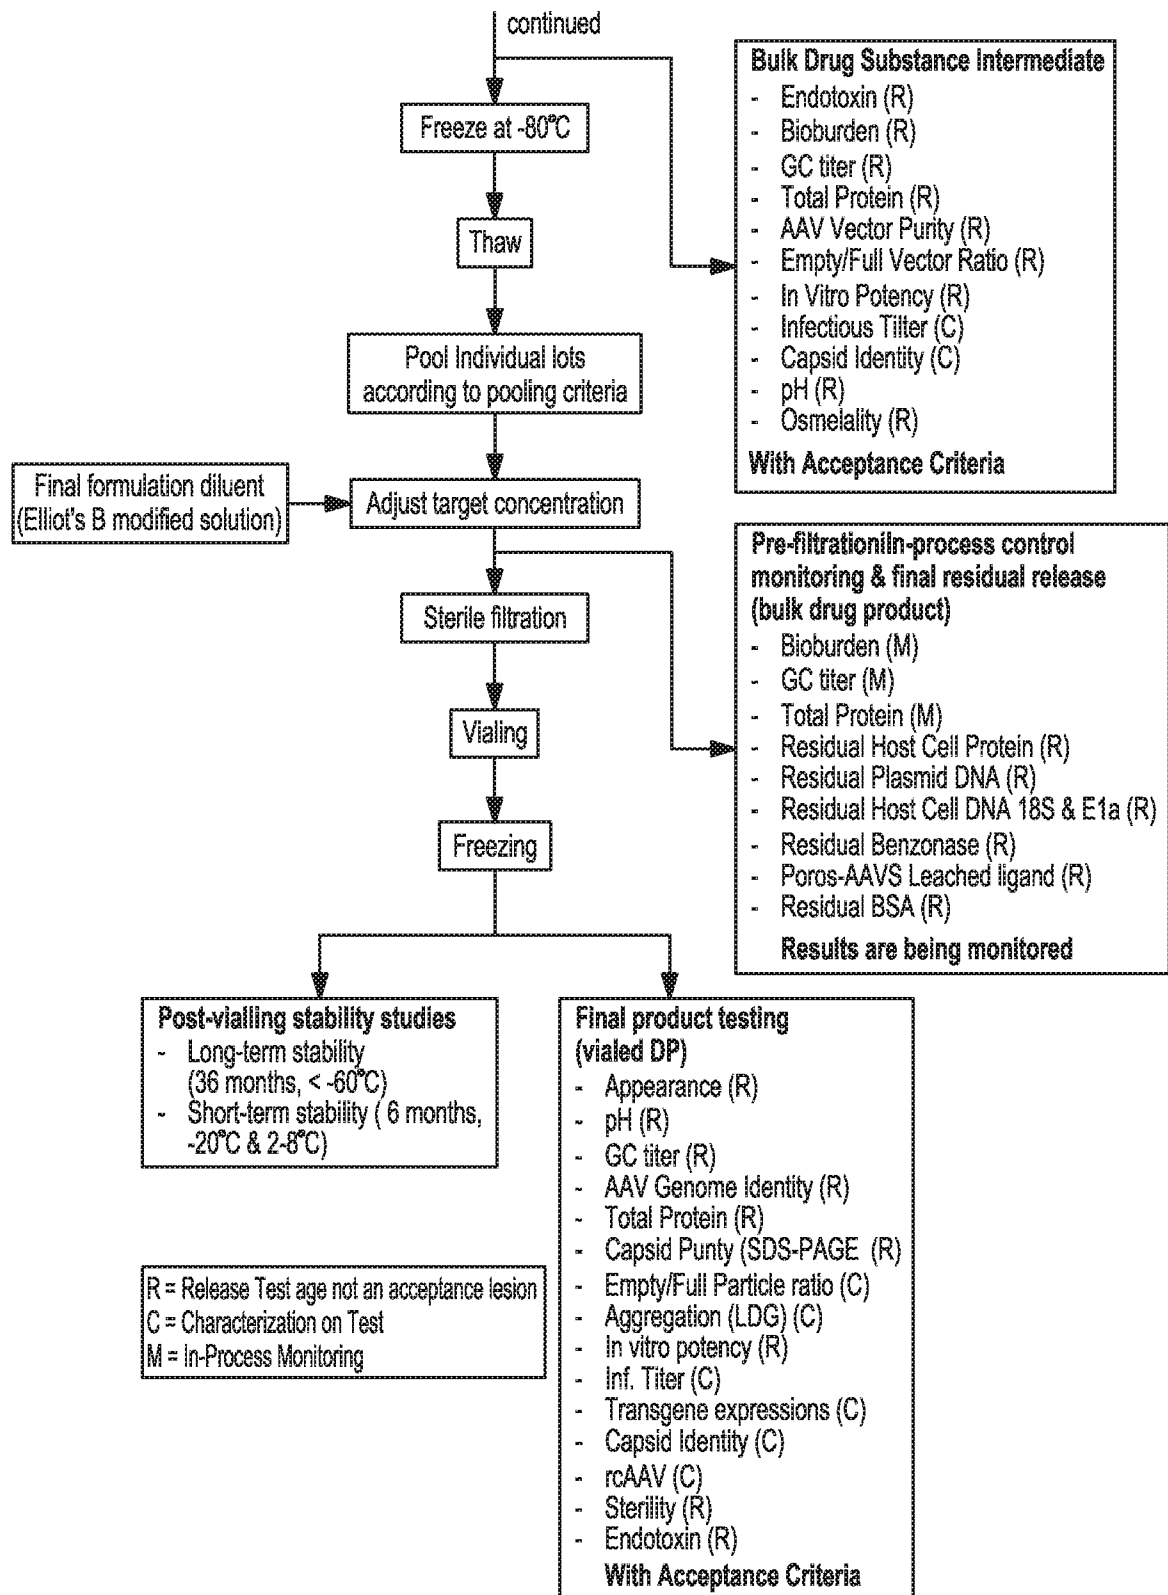 continued
Freeze at -80°C
Thaw
Pool Individual lots
according to pooling criteria
Final formulation diluent
(Elliot's B modified solution)
Adjust target concentration
Sterile filtration
Vialing
Freezing
Bulk Drug Substance Intermediate
- Endotoxin (R)
- Bioburden (R)
- GC titer (R)
- Total Protein (R)
- AAV Vector Purity (R)
- Empty/Full Vector Ratio (R)
- In Vitro Potency (R)
- Infectious Tilter (C)
- Capsid Identity (C)
- pH (R)
- Osmelality (R)
With Acceptance Criteria
Pre-filtrationiIn-process control
monitoring & final residual release
(bulk drug product)
- Bioburden (M)
- GC titer (M)
- Total Protein (M)
- Residual Host Cell Protein (R)
- Residual Plasmid DNA (R)
- Residual Host Cell DNA 18S & E1a (R)
- Residual Benzonase (R)
- Poros-AAVS Leached ligand (R)
- Residual BSA (R)
Results are being monitored
Post-vialling stability studies
- Long-term stability
(36 months, < -60°C)
- Short-term stability ( 6 months,
-20°C & 2-8°C)
R = Release Test age not an acceptance lesion
C = Characterization on Test
M = In-Process Monitoring
Final product testing
(vialed DP)
- Appearance (R)
- pH (R)
- GC titer (R)
- AAV Genome Identity (R)
- Total Protein (R)
- Capsid Punty (SDS-PAGE (R)
- Empty/Full Particle ratio (C)
- Aggregation (LDG) (C)
- In vitro potency (R)
- Inf. Titer (C)
- Transgene expressions (C)
- Capsid Identity (C)
- rcAAV (C)
- Sterility (R)
- Endotoxin (R)
With Acceptance Criteria